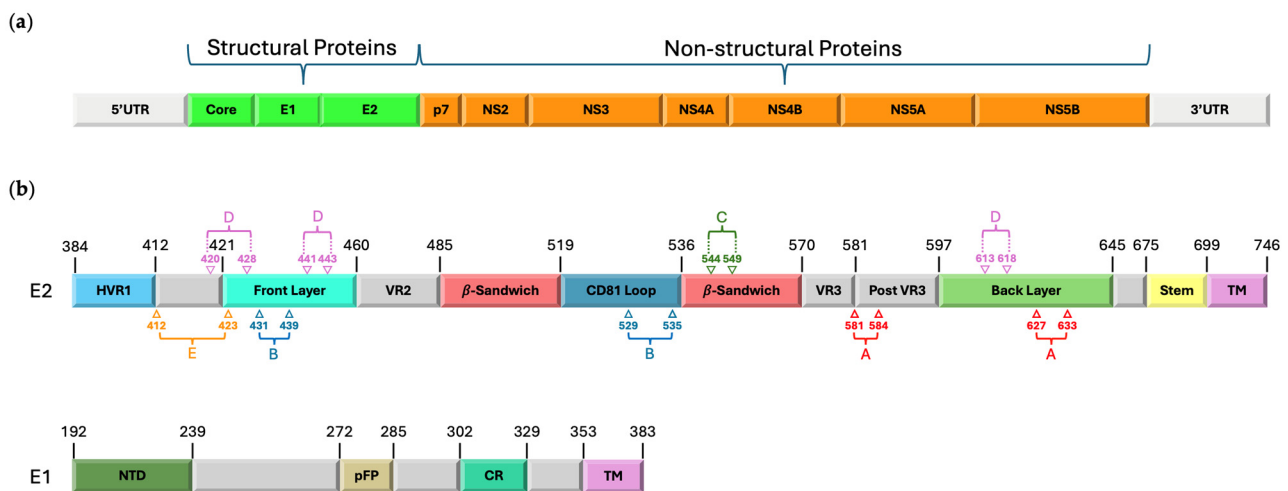 (a)
Structural Proteins Non-structural Proteins
5'UTR Core E1 E2 p7 NS2 NS3 NS4A NS4B NS5A NS5B 3'UTR
(b)
D D C D
384 412 421 460 485 519 536 570 581 597 645 675 699 746
420 428 441 443 544 549 613 618
E2 HVR1 Front Layer VR2 β-Sandwich CD81 Loop β-Sandwich VR3 Post VR3 Back Layer Stem TM
412 423 431 439 529 535 581 584 627 633
E B B A A
192 239 272 285 302 329 353 383
E1 NTD pFP CR TM